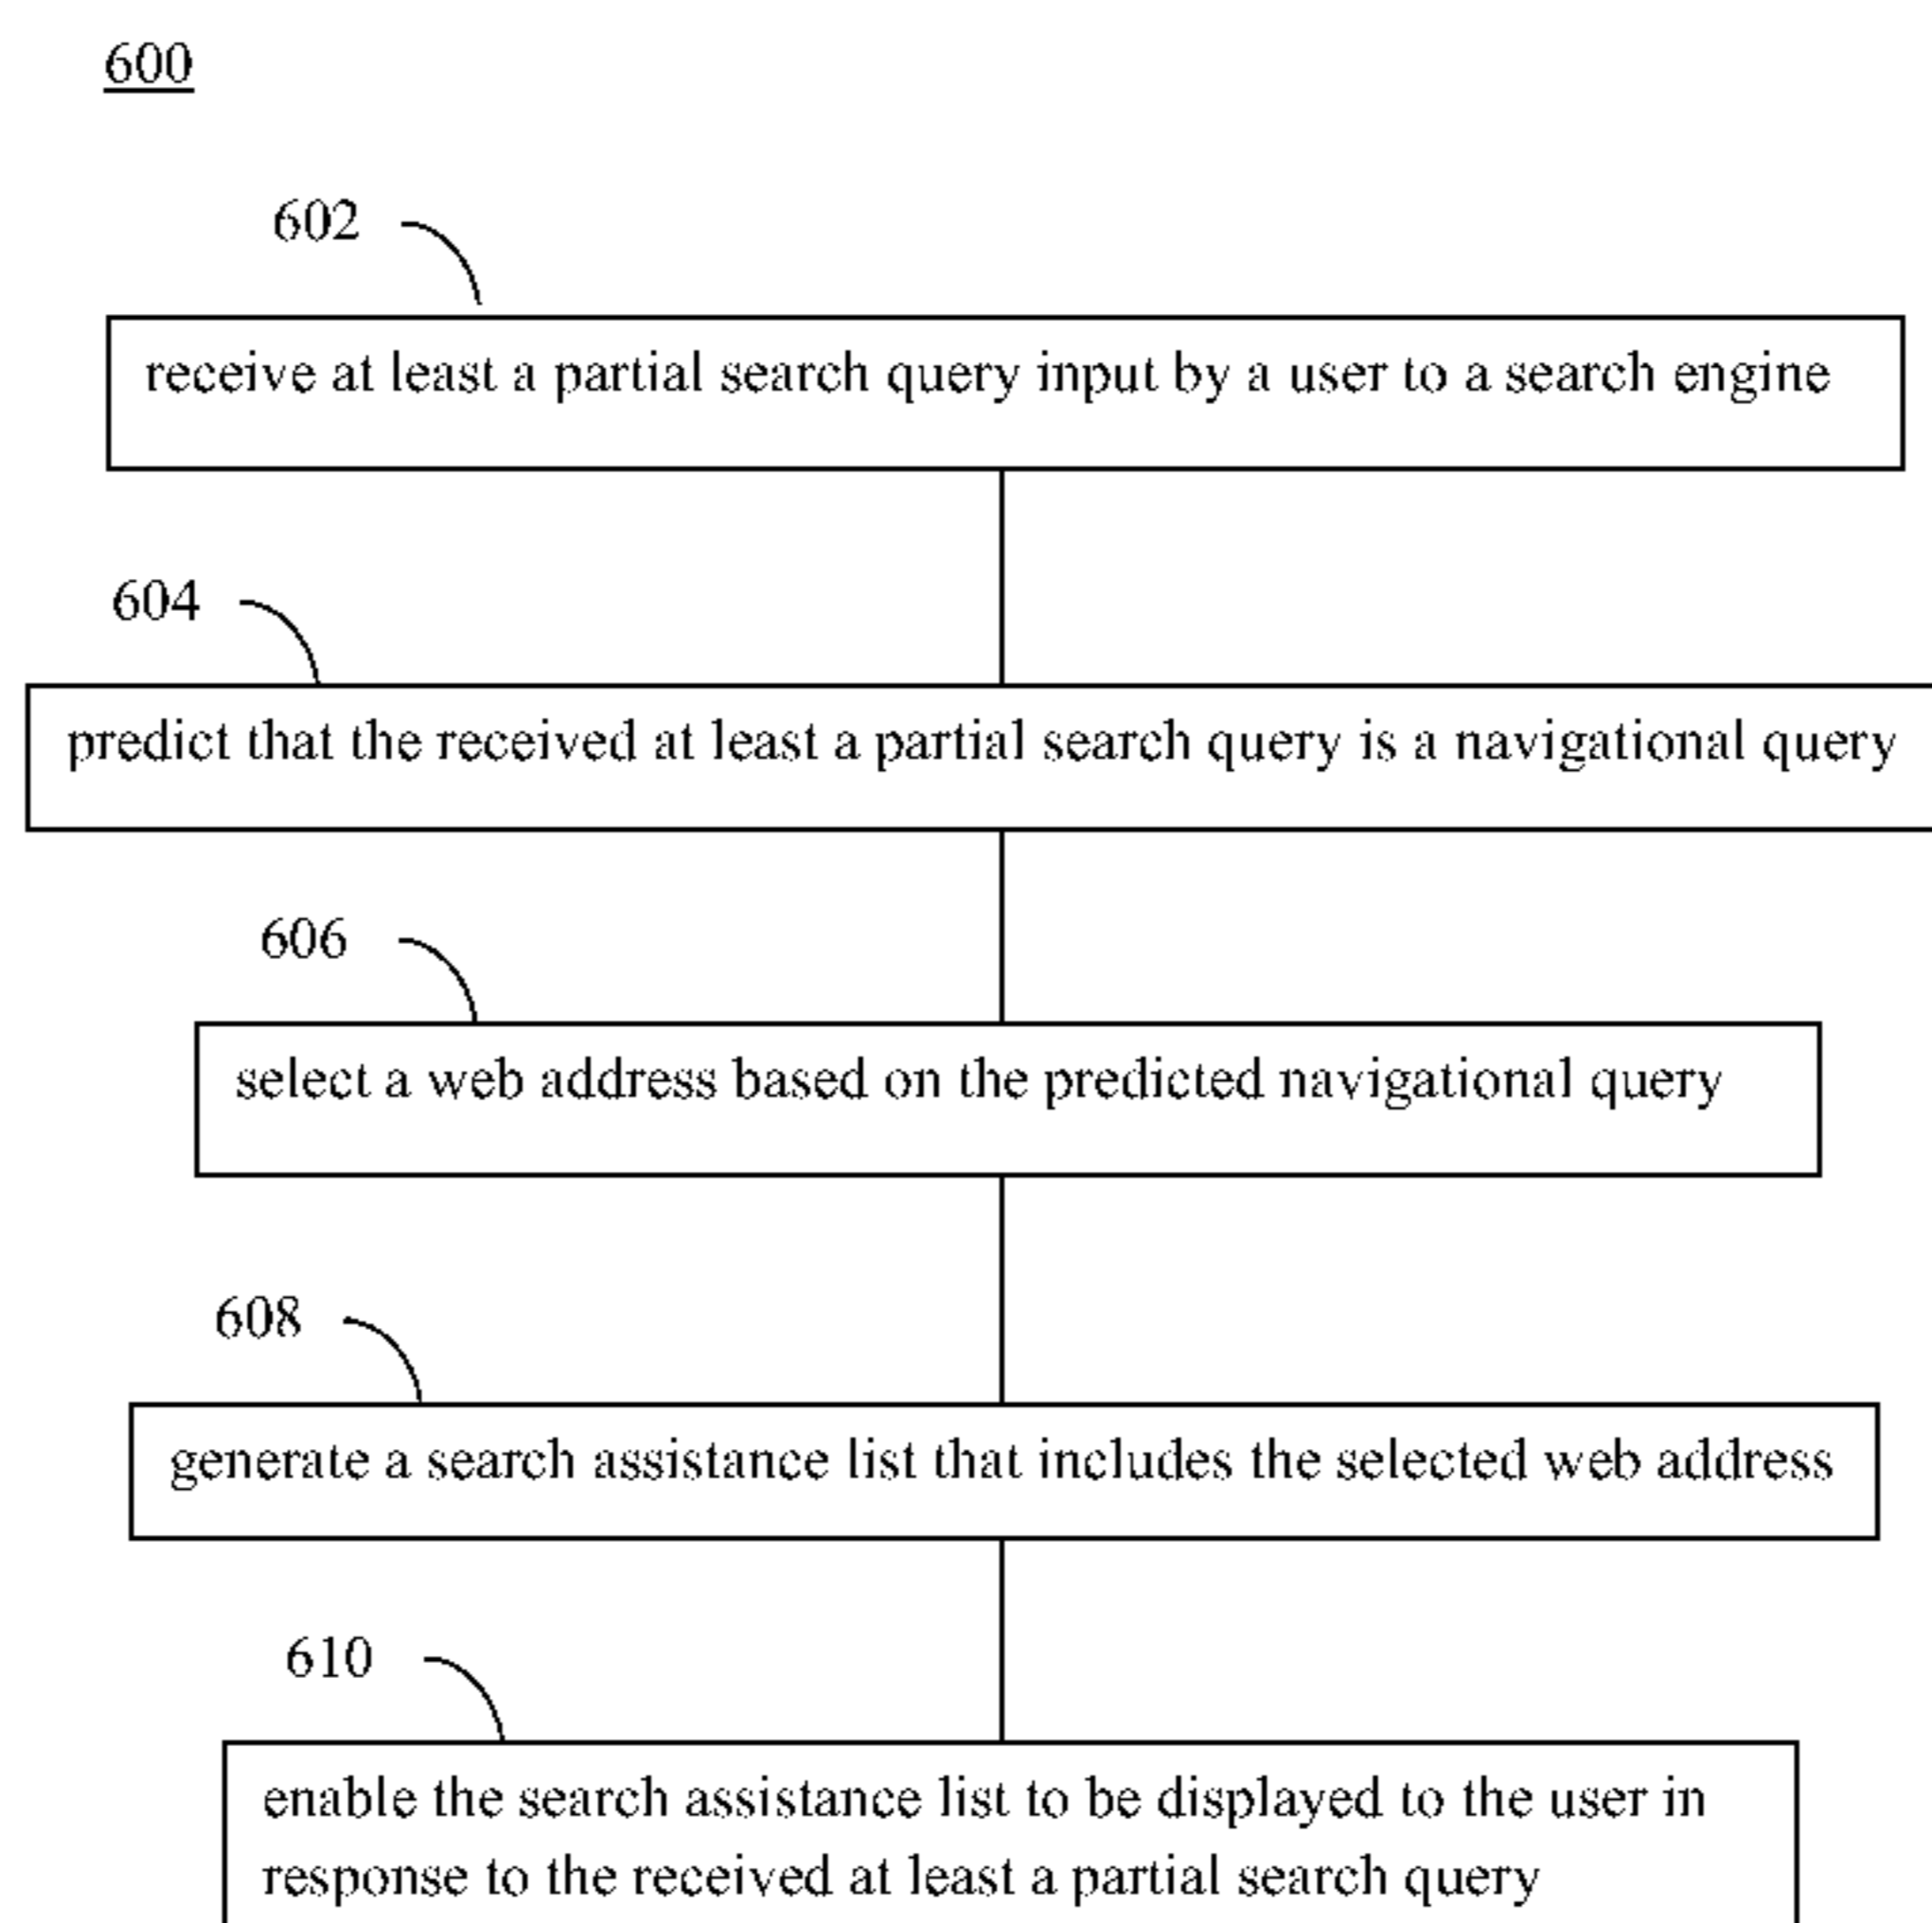 600
602
receive at least a partial search query input by a user to a search engine
604
predict that the received at least a partial search query is a navigational query
606
select a web address based on the predicted navigational query
608
generate a search assistance list that includes the selected web address
610
enable the search assistance list to be displayed to the user in
response to the received at least a partial search query